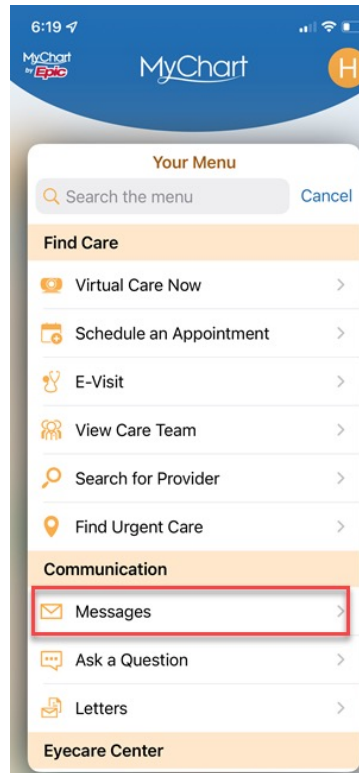 6:19
MyChart
by Epic
MyChart
H
Your Menu
Search the menu
Cancel
Find Care
Virtual Care Now
Schedule an Appointment
E-Visit
View Care Team
Search for Provider
Find Urgent Care
Communication
Messages
Ask a Question
Letters
Eyecare Center